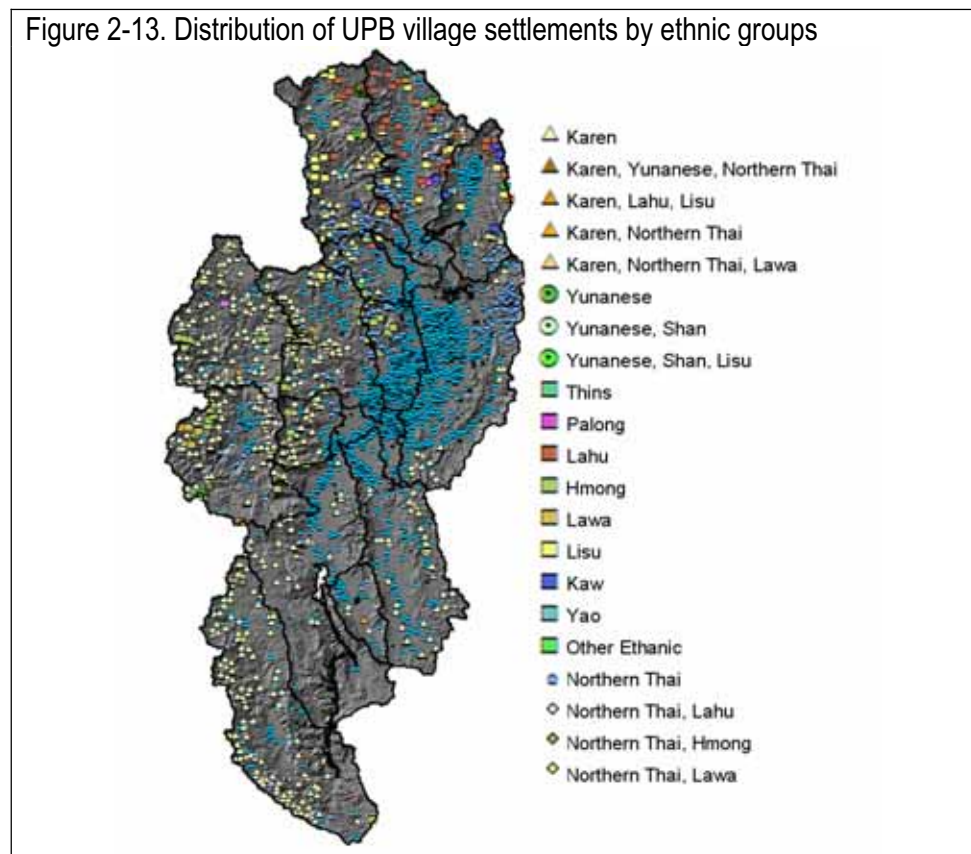 Figure 2-13. Distribution of UPB village settlements by ethnic groups
Karen
Karen, Yunanese, Northern Thai
Karen, Lahu, Lisu
Karen, Northern Thai
Karen, Northern Thai, Lawa
Yunanese
Yunanese, Shan
Yunanese, Shan, Lisu
Thins
Palong
Lahu
Hmong
Lawa
Lisu
Kaw
Yao
Other Ethanic
Northern Thai
Northern Thai, Lahu
Northern Thai, Hmong
Northern Thai, Lawa